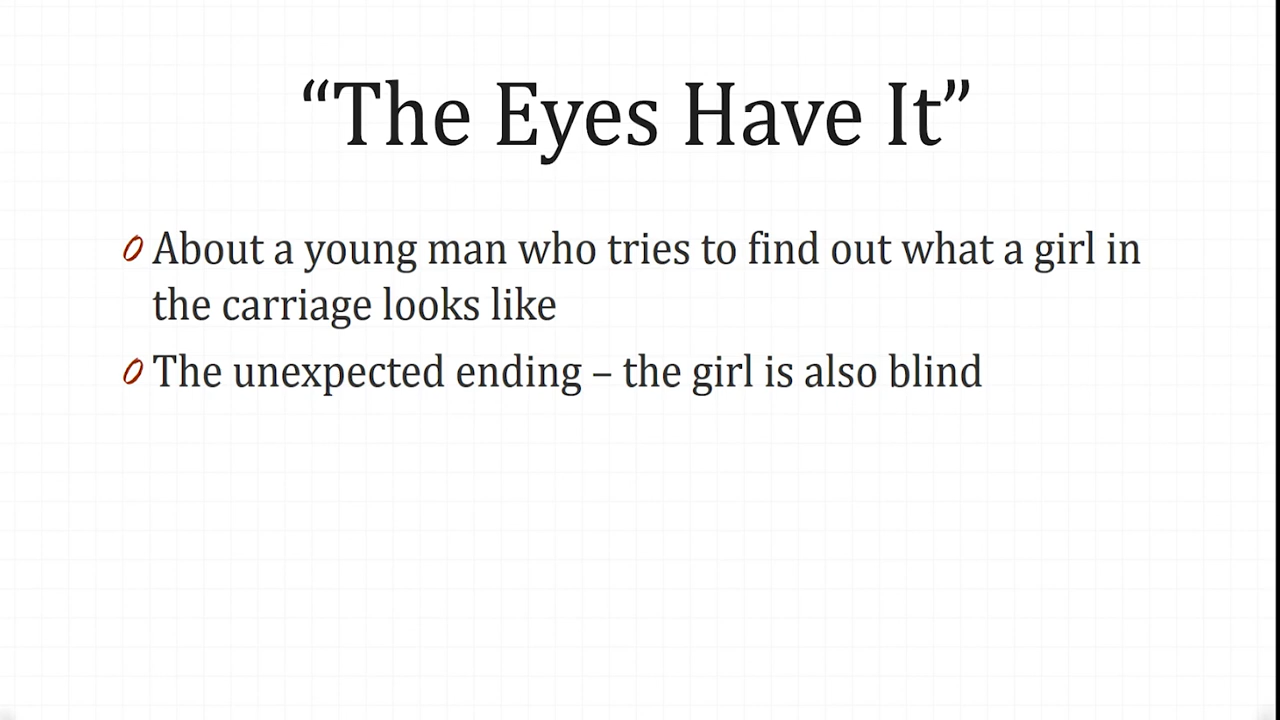 “The Eyes Have It”
About a young man who tries to find out what a girl in
the carriage looks like
The unexpected ending – the girl is also blind